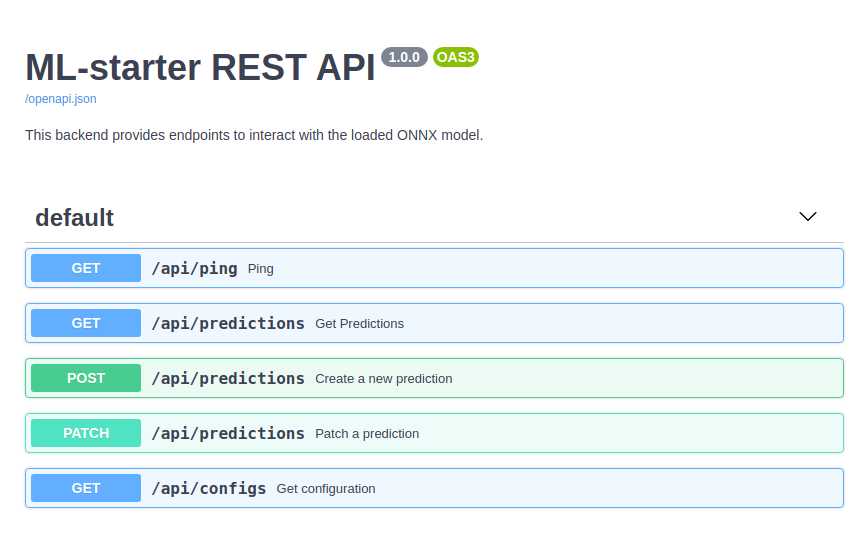 ML-starter REST API 1.0.0 OAS3
/openapi.json
This backend provides endpoints to interact with the loaded ONNX model.
default
GET /api/ping Ping
GET /api/predictions Get Predictions
POST /api/predictions Create a new prediction
PATCH /api/predictions Patch a prediction
GET /api/configs Get configuration